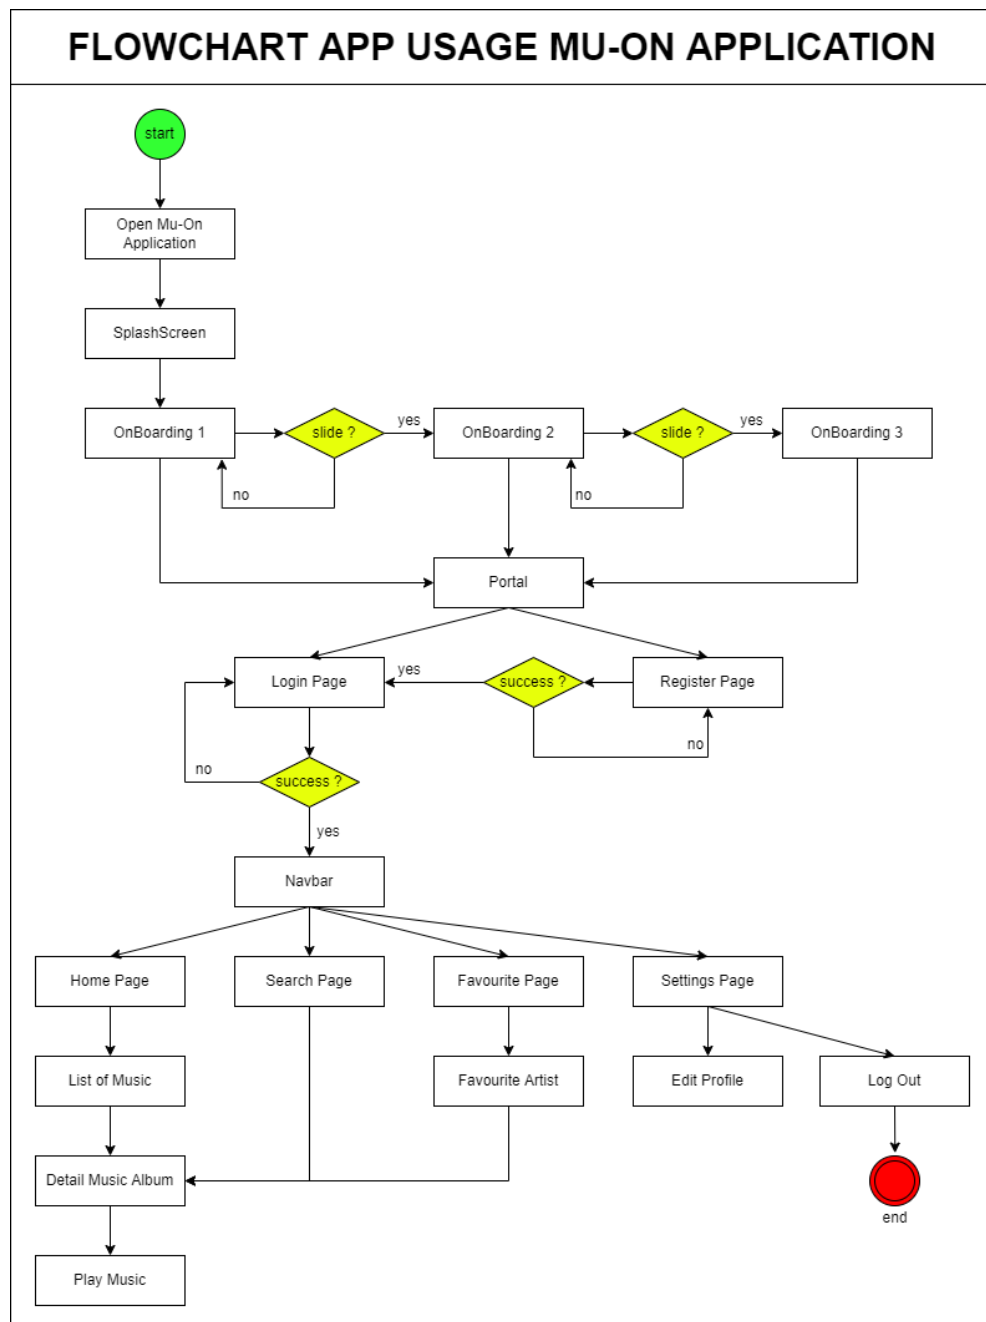 FLOWCHART APP USAGE MU-ON APPLICATION
start
Open Mu-On
Application
SplashScreen
OnBoarding 1
slide ?
yes
OnBoarding 2
slide ?
yes
OnBoarding 3
no
no
Portal
Login Page
yes
success ?
Register Page
no
no
success ?
yes
Navbar
Home Page
Search Page
Favourite Page
Settings Page
List of Music
Favourite Artist
Edit Profile
Log Out
Detail Music Album
end
Play Music